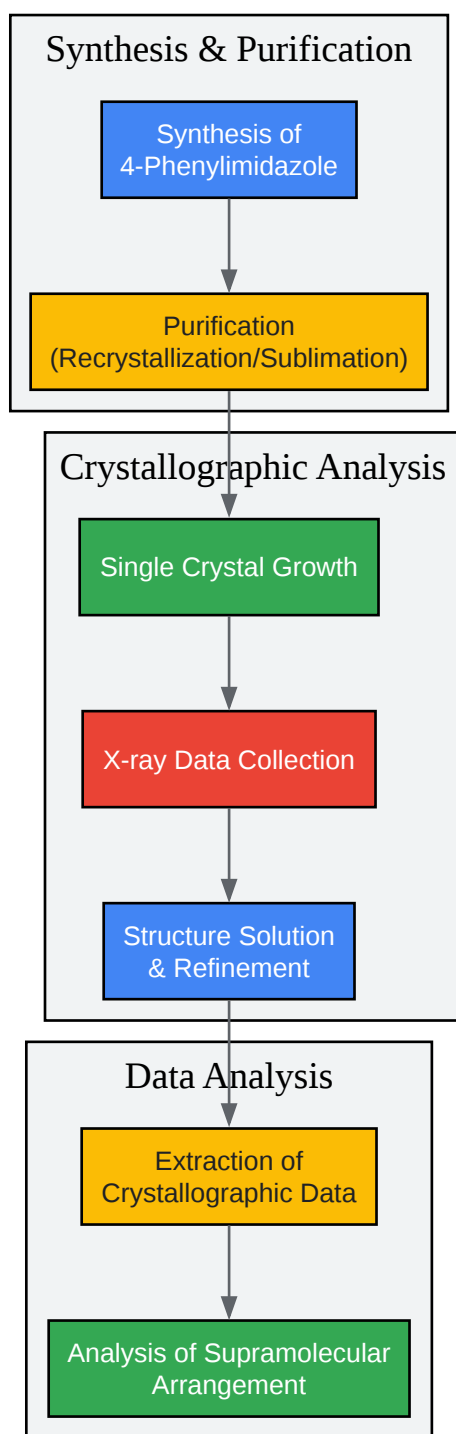 Synthesis & Purification
Synthesis of
4-Phenylimidazole
Purification
(Recrystallization/Sublimation)
Crystallographic Analysis
Single Crystal Growth
X-ray Data Collection
Structure Solution
& Refinement
Data Analysis
Extraction of
Crystallographic Data
Analysis of Supramolecular
Arrangement